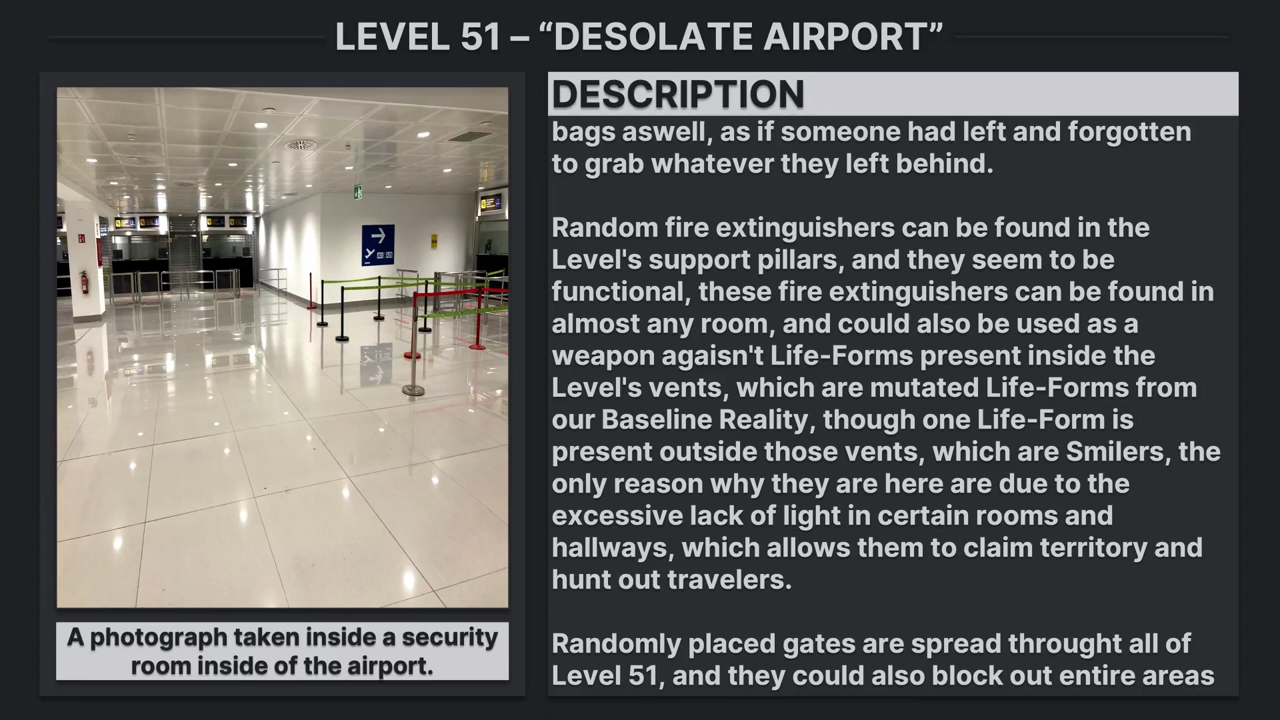 LEVEL 51 – “DESOLATE AIRPORT”
A photograph taken inside a security
room inside of the airport.
DESCRIPTION
bags aswell, as if someone had left and forgotten
to grab whatever they left behind.
Random fire extinguishers can be found in the
Level's support pillars, and they seem to be
functional, these fire extinguishers can be found in
almost any room, and could also be used as a
weapon agaisn't Life-Forms present inside the
Level's vents, which are mutated Life-Forms from
our Baseline Reality, though one Life-Form is
present outside those vents, which are Smilers, the
only reason why they are here are due to the
excessive lack of light in certain rooms and
hallways, which allows them to claim territory and
hunt out travelers.
Randomly placed gates are spread throught all of
Level 51, and they could also block out entire areas